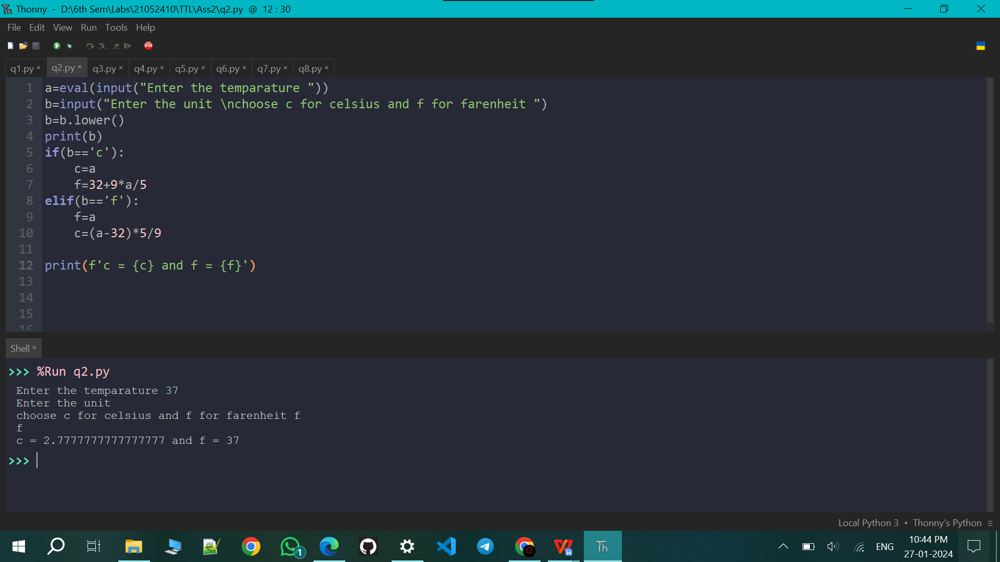 Th Thonny - D:\6th Sem\Labs\21052410\TTL\Ass2\q2.py @ 12 : 30
File Edit View Run Tools Help
STOP
q1.py × q2.py × q3.py × q4.py × q5.py × q6.py × q7.py × q8.py ×
1 a=eval(input("Enter the temparature "))
2 b=input("Enter the unit \nchoose c for celsius and f for farenheit ")
3 b=b.lower()
4 print(b)
5 if(b=='c'):
6     c=a
7     f=32+9*a/5
8 elif(b=='f'):
9     f=a
10     c=(a-32)*5/9
11
12 print(f'c = {c} and f = {f}')
13
14
15
16
Shell ×
>>> %Run q2.py
Enter the temparature 37
Enter the unit
choose c for celsius and f for farenheit f
f
c = 2.7777777777777777 and f = 37
>>>
Local Python 3 • Thonny's Python ≡
1 Th ENG 10:44 PM
27-01-2024